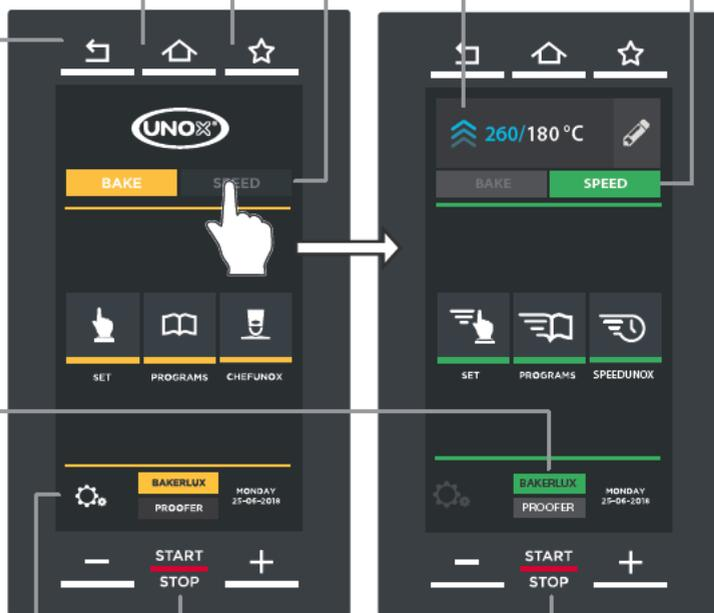 UNOX
BAKE SPEED
SET PROGRAMS CHEFUNOX
BAKERLUX
PROOFER
MONDAY
25-06-2018
START
STOP
260/180 °C
BAKE SPEED
SET PROGRAMS SPEEDUNOX
BAKERLUX
PROOFER
MONDAY
25-06-2018
START
STOP